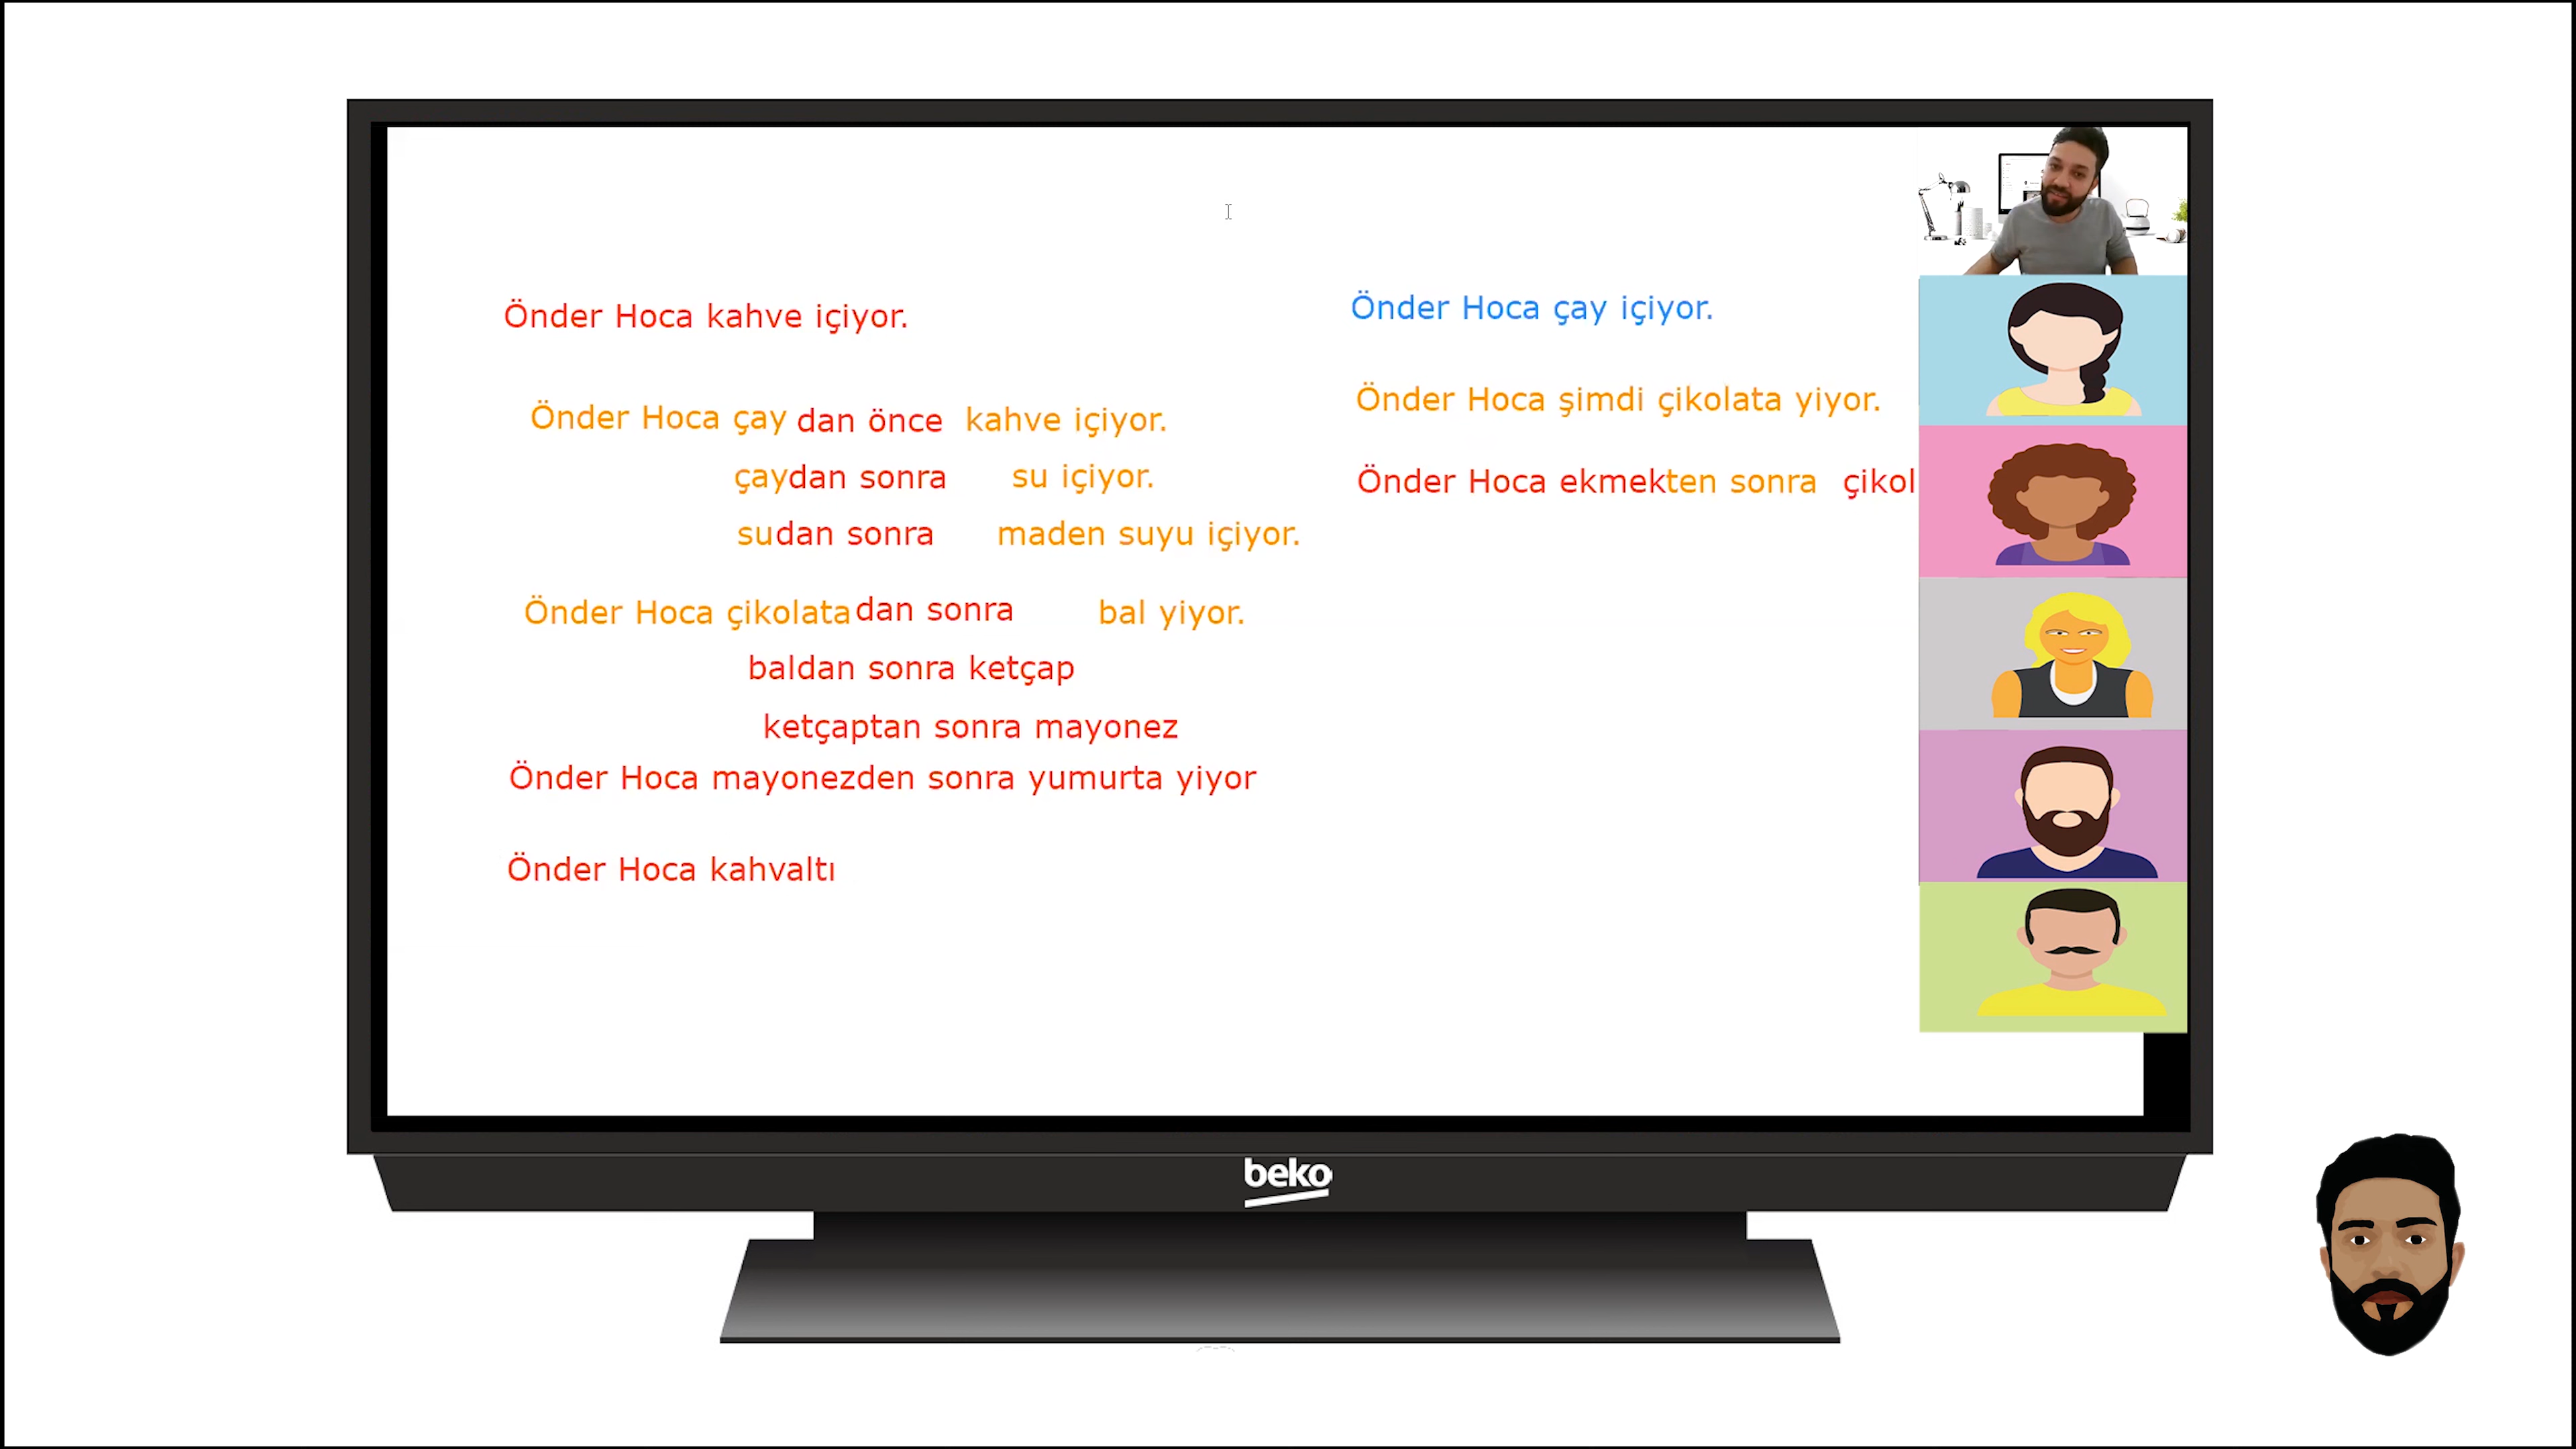 Önder Hoca kahve içiyor.
Önder Hoca çay dan önce kahve içiyor.
çaydan sonra su içiyor.
sudan sonra maden suyu içiyor.
Önder Hoca çikolatadan sonra bal yiyor.
baldan sonra ketçap
ketçaptan sonra mayonez
Önder Hoca mayonezden sonra yumurta yiyor
Önder Hoca kahvaltı
Önder Hoca çay içiyor.
Önder Hoca şimdi çikolata yiyor.
Önder Hoca ekmekten sonra çikol
beko